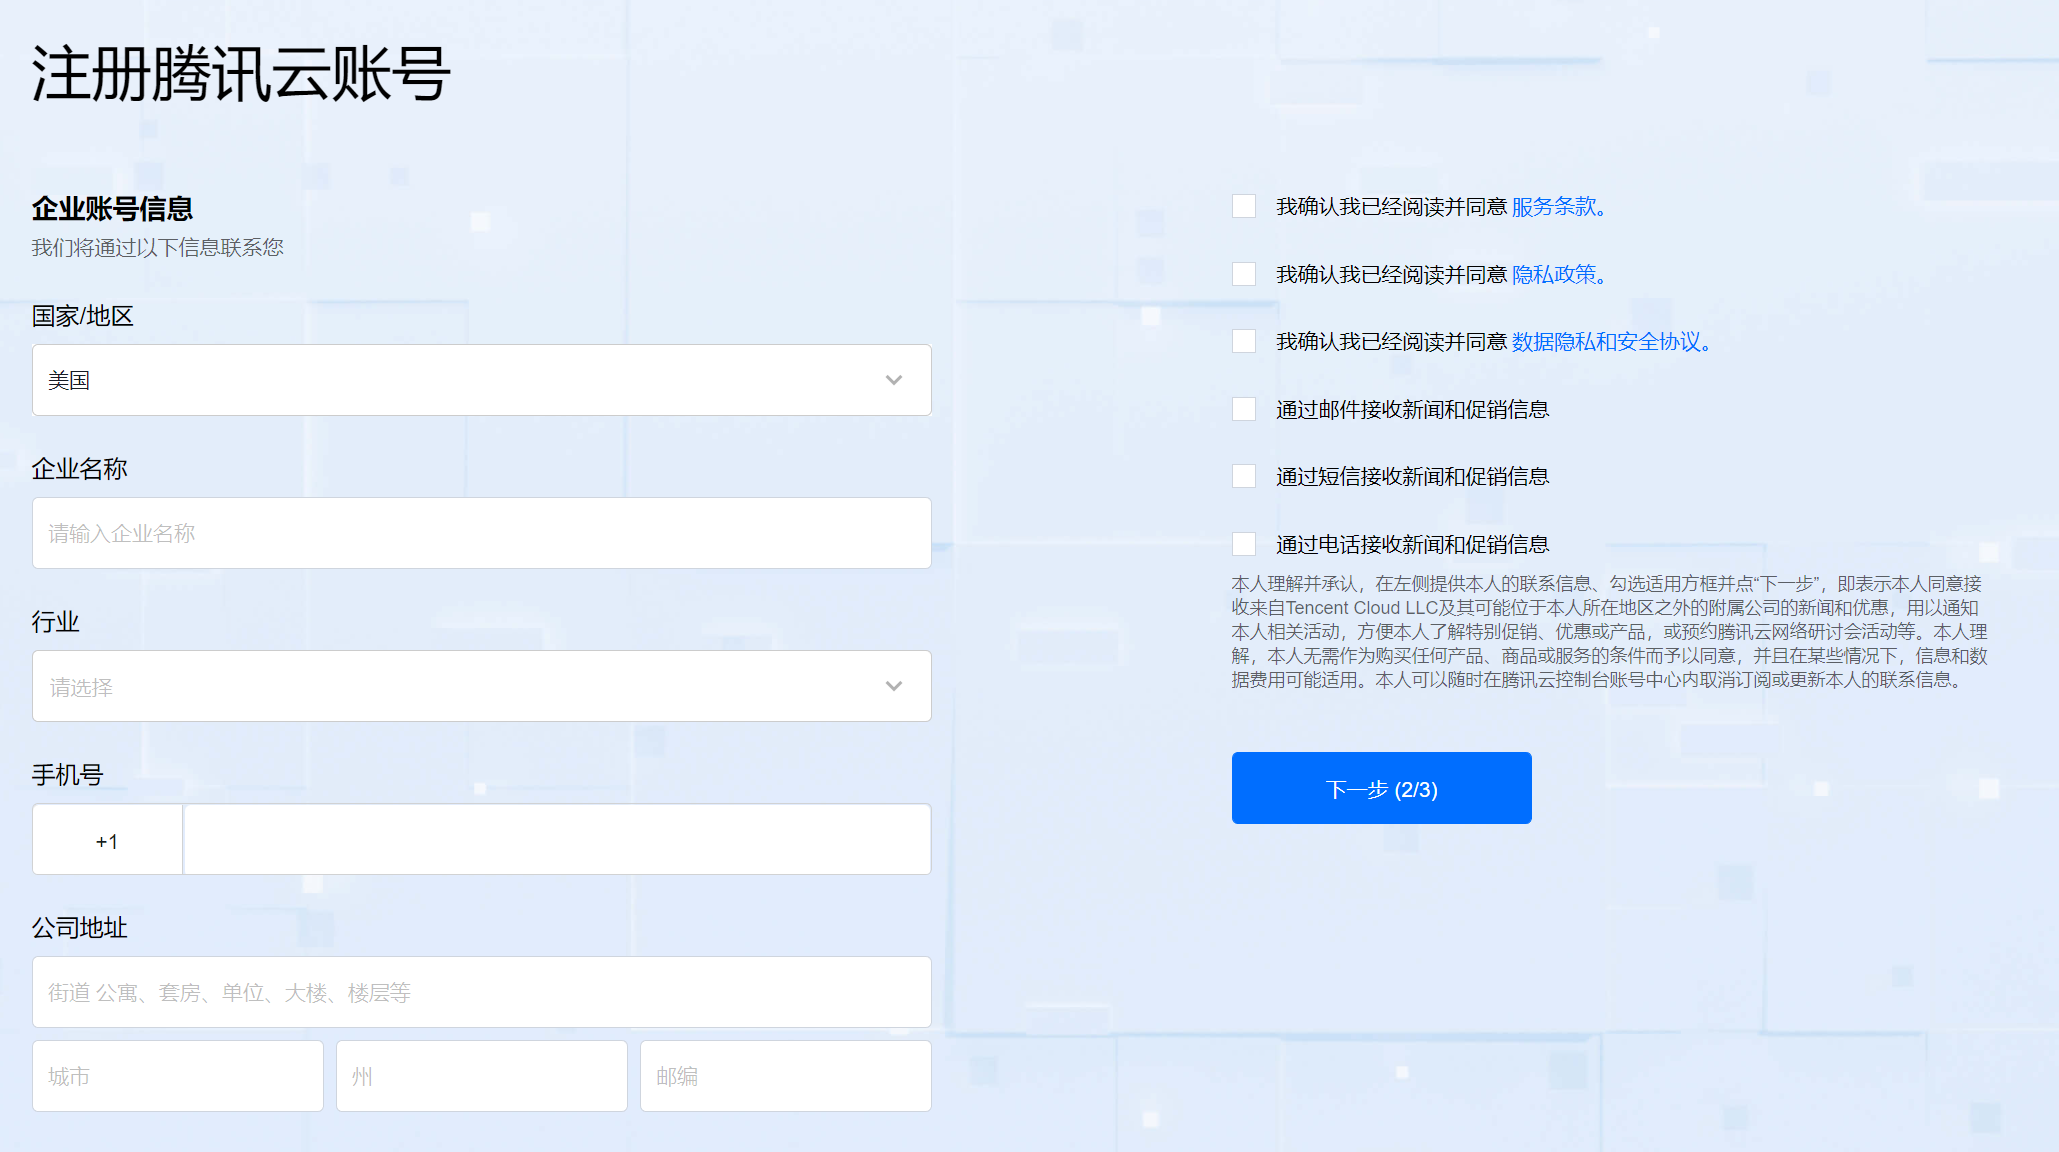 注册腾讯云账号
企业账号信息
我们将通过以下信息联系您
国家/地区
美国
企业名称
请输入企业名称
行业
请选择
手机号
+1
公司地址
街道 公寓、套房、单位、大楼、楼层等
城市
州
邮编
我确认我已经阅读并同意 服务条款。
我确认我已经阅读并同意 隐私政策。
我确认我已经阅读并同意 数据隐私和安全协议。
通过邮件接收新闻和促销信息
通过短信接收新闻和促销信息
通过电话接收新闻和促销信息
本人理解并承认，在左侧提供本人的联系信息、勾选适用方框并点“下一步”，即表示本人同意接
收来自Tencent Cloud LLC及其可能位于本人所在地区之外的附属公司的新闻和优惠，用以通知
本人相关活动，方便本人了解特别促销、优惠或产品，或预约腾讯云网络研讨会活动等。本人理
解，本人无需作为购买任何产品、商品或服务的条件而予以同意，并且在某些情况下，信息和数
据费用可能适用。本人可以随时在腾讯云控制台账号中心内取消订阅或更新本人的联系信息。
下一步 (2/3)